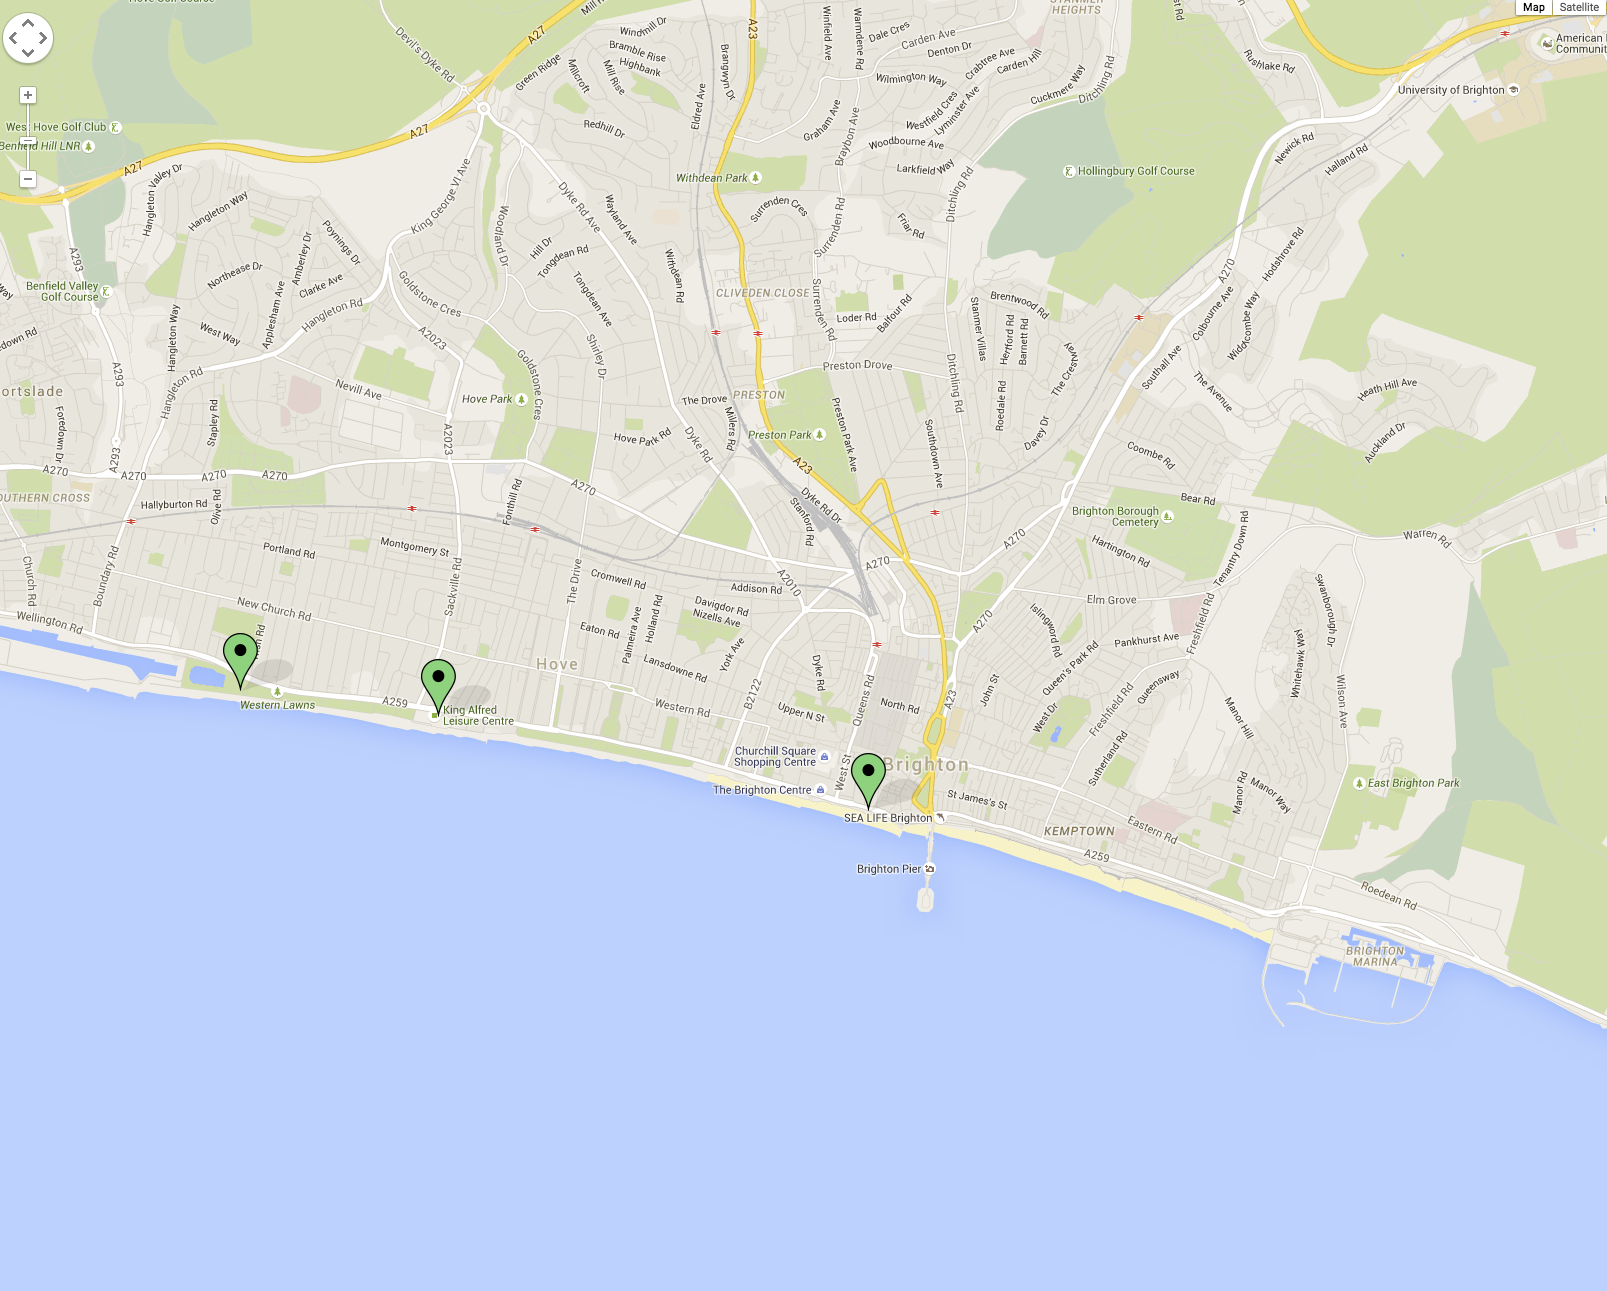 Hove Golf Course
Mill R
Windmill Dr
A23
Winfield Ave
Warmdene Rd
Dale Cres
Carden Ave
STANMER
HEIGHTS
Map
Satellite
Devil's Dyke Rd
A27
Bramble Rise
Highbank
Brangwyn Dr
Denton Dr
Crabtree Ave
Carden Hill
Rushlake Rd
American
Communit
Green Ridge
Millcroft
Mill Rise
Eldred Ave
Wilmington Way
Cuckmere Way
Ditchling Rd
University of Brighton
West Hove Golf Club
A27
Redhill Dr
Graham Ave
Braybon Ave
Westfield Cres
Lyminster Ave
Benfield Hill LNR
Woodbourne Ave
Newick Rd
Halland Rd
A27
Hangleton Valley Dr
Hangleton Way
King George VI Ave
Dyke Rd Ave
Withdean Park
Larkfield Way
Hollingbury Golf Course
Poynings Dr
Woodland Dr
Wayland Ave
Surrenden Cres
Surrenden Rd
Friar Rd
Ditchling Rd
A293
Northease Dr
Amberley Dr
Hill Dr
Tongdean Rd
Withdean Rd
Hodshrove Rd
A270
Benfield Valley
Golf Course
Clarke Ave
Applesham Ave
Hangleton Rd
Goldstone Cres
Tongdean Ave
CLIVEDEN CLOSE
Surrenden Rd
Loder Rd
Balfour Rd
Stanmer Villas
Brentwood Rd
Colbourne Ave
Widdicombe Way
West Way
Hangleton Way
A2023
Shirley Dr
Hertford Rd
Barnett Rd
A293
Hangleton Rd
Goldstone Cres
Preston Drove
Ditchling Rd
The Crestway
Southall Ave
The Avenue
Heath Hill Ave
ortslade
Nevill Ave
Hove Park
The Drove
PRESTON
Roedale Rd
Foredown Dr
Stapley Rd
A2023
Hove Park Rd
Millers Rd
Dyke Rd
Preston Park
Preston Park Ave
Southdown Ave
Davey Dr
Coombe Rd
Auckland Dr
A293
A270
A270
A270
A270
A23
OUTHERN CROSS
Hallyburton Rd
Olive Rd
Fonthill Rd
A270
Dyke Rd Dr
Stanford Rd
Bear Rd
Brighton Borough
Cemetery
Warren Rd
Portland Rd
Montgomery St
A270
Hartington Rd
Tenantry Down Rd
Church Rd
Boundary Rd
Sackville Rd
The Drive
Cromwell Rd
Addison Rd
A2010
A270
Swanborough Dr
Wellington Rd
New Church Rd
Palmeira Ave
Holland Rd
Davigdor Rd
Nizells Ave
A270
Islingword Rd
Elm Grove
Freshfield Rd
Eaton Rd
York Ave
Pankhurst Ave
Whitehawk Way
Hove
Lansdowne Rd
Dyke Rd
Queens Rd
Queen's Park Rd
Queensway
Wilson Ave
Western Lawns
A259
King Alfred
Leisure Centre
Western Rd
B2122
Upper N St
North Rd
A23
John St
West Dr
Freshfield Rd
Manor Hill
Churchill Square
Shopping Centre
West St
Brighton
Sutherland Rd
Manor Rd
Manor Way
East Brighton Park
The Brighton Centre
St James's St
SEA LIFE Brighton
KEMPTOWN
Eastern Rd
A259
Brighton Pier
Roedean Rd
BRIGHTON
MARINA